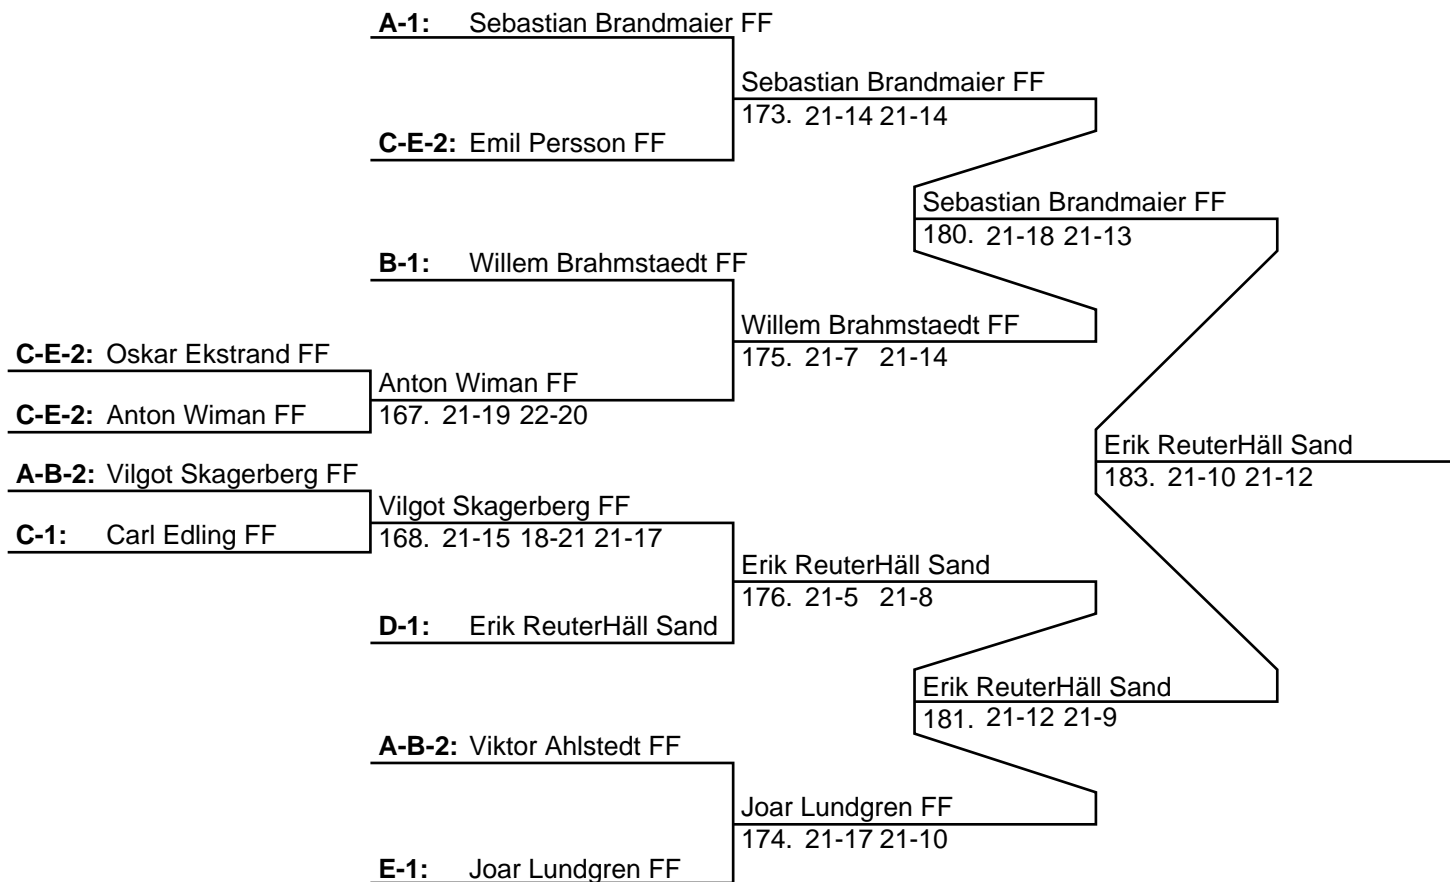 A-1: Sebastian Brandmaier FF
Sebastian Brandmaier FF
173. 21-14 21-14
C-E-2: Emil Persson FF
Sebastian Brandmaier FF
180. 21-18 21-13
B-1: Willem Brahmstaedt FF
Willem Brahmstaedt FF
175. 21-7 21-14
C-E-2: Oskar Ekstrand FF
Anton Wiman FF
167. 21-19 22-20
C-E-2: Anton Wiman FF
Erik ReuterHäll Sand
183. 21-10 21-12
A-B-2: Vilgot Skagerberg FF
Vilgot Skagerberg FF
168. 21-15 18-21 21-17
C-1: Carl Edling FF
Erik ReuterHäll Sand
176. 21-5 21-8
D-1: Erik ReuterHäll Sand
Erik ReuterHäll Sand
181. 21-12 21-9
A-B-2: Viktor Ahlstedt FF
Joar Lundgren FF
174. 21-17 21-10
E-1: Joar Lundgren FF